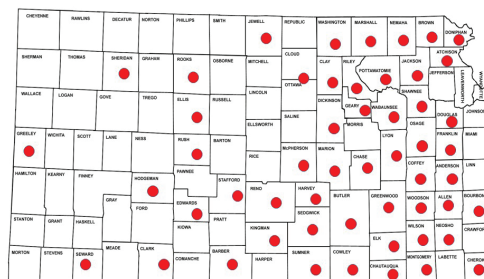 CHEYENNE RAWLINS DECATUR NORTON PHILLIPS SMITH JEWELL REPUBLIC WASHINGTON MARSHALL NEMAHA BROWN DONIPHAN
CLOUD ATCHISON
SHERMAN THOMAS SHERIDAN GRAHAM ROOKS OSBORNE MITCHELL CLAY RILEY POTTAWATOMIE JACKSON JEFFERSON LEAVENWORTH WYANDOTTE
OTTAWA SHAWNEE
WALLACE LOGAN GOVE TREGO ELLIS RUSSELL LINCOLN DICKINSON GEARY WABAUNSEE DOUGLAS JOHNSON
SALINE
ELLSWORTH MORRIS OSAGE
GREELEY WICHITA SCOTT LANE NESS RUSH BARTON LYON FRANKLIN MIAMI
RICE MCPHERSON MARION CHASE
HAMILTON KEARNY FINNEY HODGEMAN PAWNEE STAFFORD COFFEY ANDERSON LINN
RENO HARVEY BUTLER GREENWOOD
GRAY FORD EDWARDS WOODSON ALLEN BOURBON
STANTON GRANT HASKELL KIOWA PRATT KINGMAN SEDGWICK WILSON NEOSHO CRAWFORD
ELK
MORTON STEVENS SEWARD MEADE CLARK COMANCHE BARBER HARPER SUMNER COWLEY CHAUTAUQUA MONTGOMERY LABETTE CHEROK